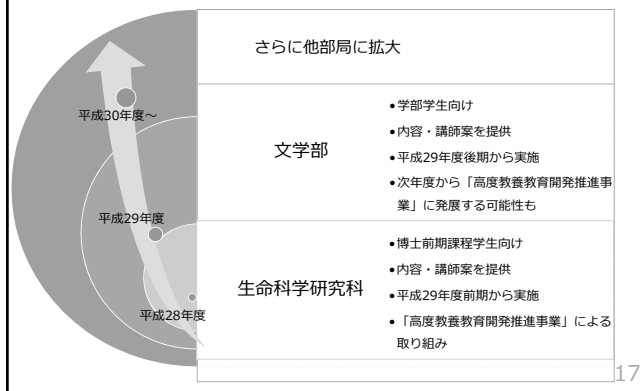 さらに他部局に拡大
平成30年度～
文学部
•学部学生向け
•内容・講師案を提供
•平成29年度後期から実施
•次年度から「高度教養教育開発推進事
業」に発展する可能性も
平成29年度
生命科学研究科
•博士前期課程学生向け
•内容・講師案を提供
•平成29年度前期から実施
•「高度教養教育開発推進事業」による
取り組み
平成28年度
17